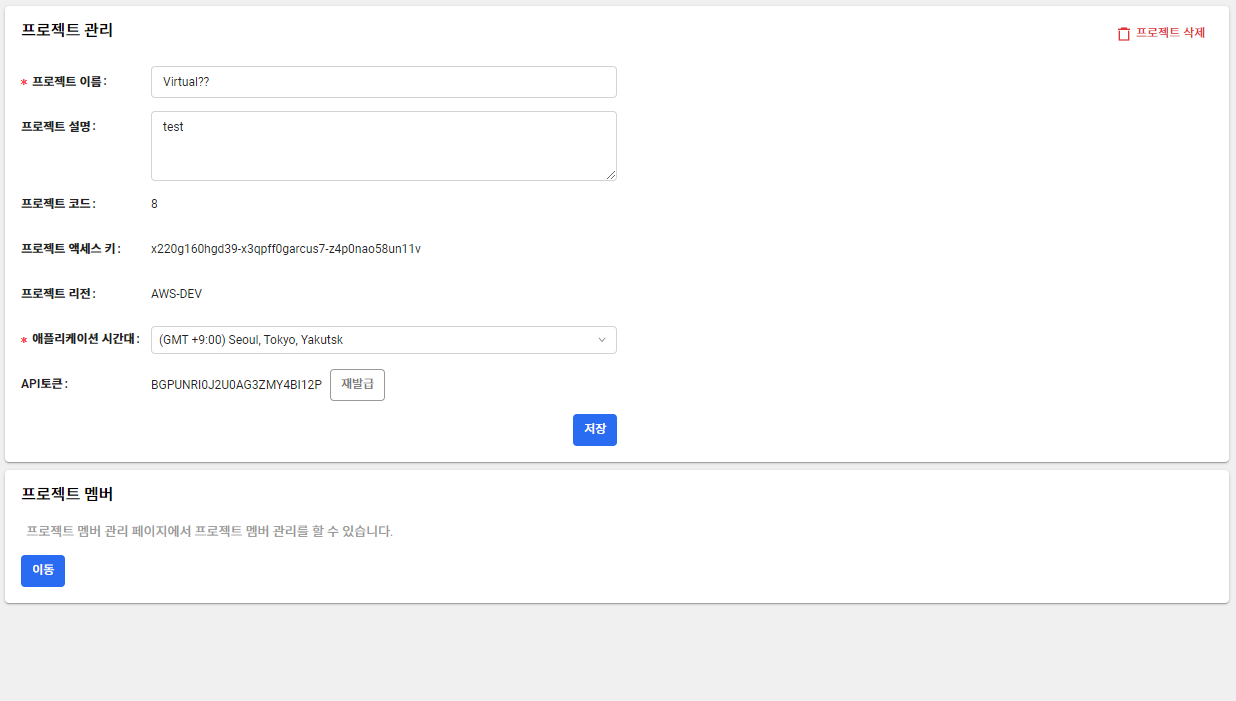 프로젝트 관리
프로젝트 삭제
* 프로젝트 이름 : Virtual??
프로젝트 설명 : test
프로젝트 코드 : 8
프로젝트 액세스 키 : x220g160hgd39-x3qpff0garcus7-z4p0nao58un11v
프로젝트 리전 : AWS-DEV
* 애플리케이션 시간대 : (GMT +9:00) Seoul, Tokyo, Yakutsk
API토큰 : BGPUNRI0J2U0AG3ZMY4BI12P 재발급
저장
프로젝트 멤버
프로젝트 멤버 관리 페이지에서 프로젝트 멤버 관리를 할 수 있습니다.
이동